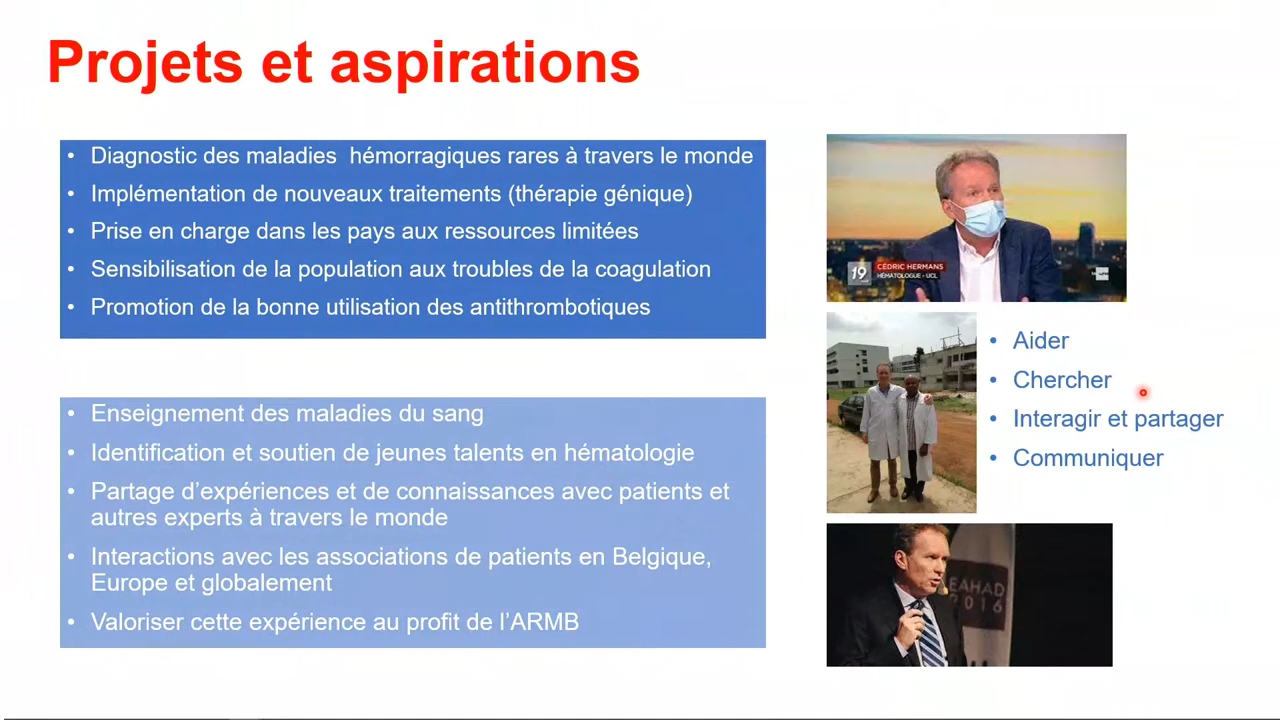 Projets et aspirations
• Diagnostic des maladies  hémorragiques rares à travers le monde
• Implémentation de nouveaux traitements (thérapie génique)
• Prise en charge dans les pays aux ressources limitées
• Sensibilisation de la population aux troubles de la coagulation
• Promotion de la bonne utilisation des antithrombotiques
• Enseignement des maladies du sang
• Identification et soutien de jeunes talents en hématologie
• Partage d’expériences et de connaissances avec patients et
autres experts à travers le monde
• Interactions avec les associations de patients en Belgique,
Europe et globalement
• Valoriser cette expérience au profit de l’ARMB
19
CÉDRIC HERMANS
HÉMATOLOGUE - UCL
• Aider
• Chercher
• Interagir et partager
• Communiquer
EAHAD
2016